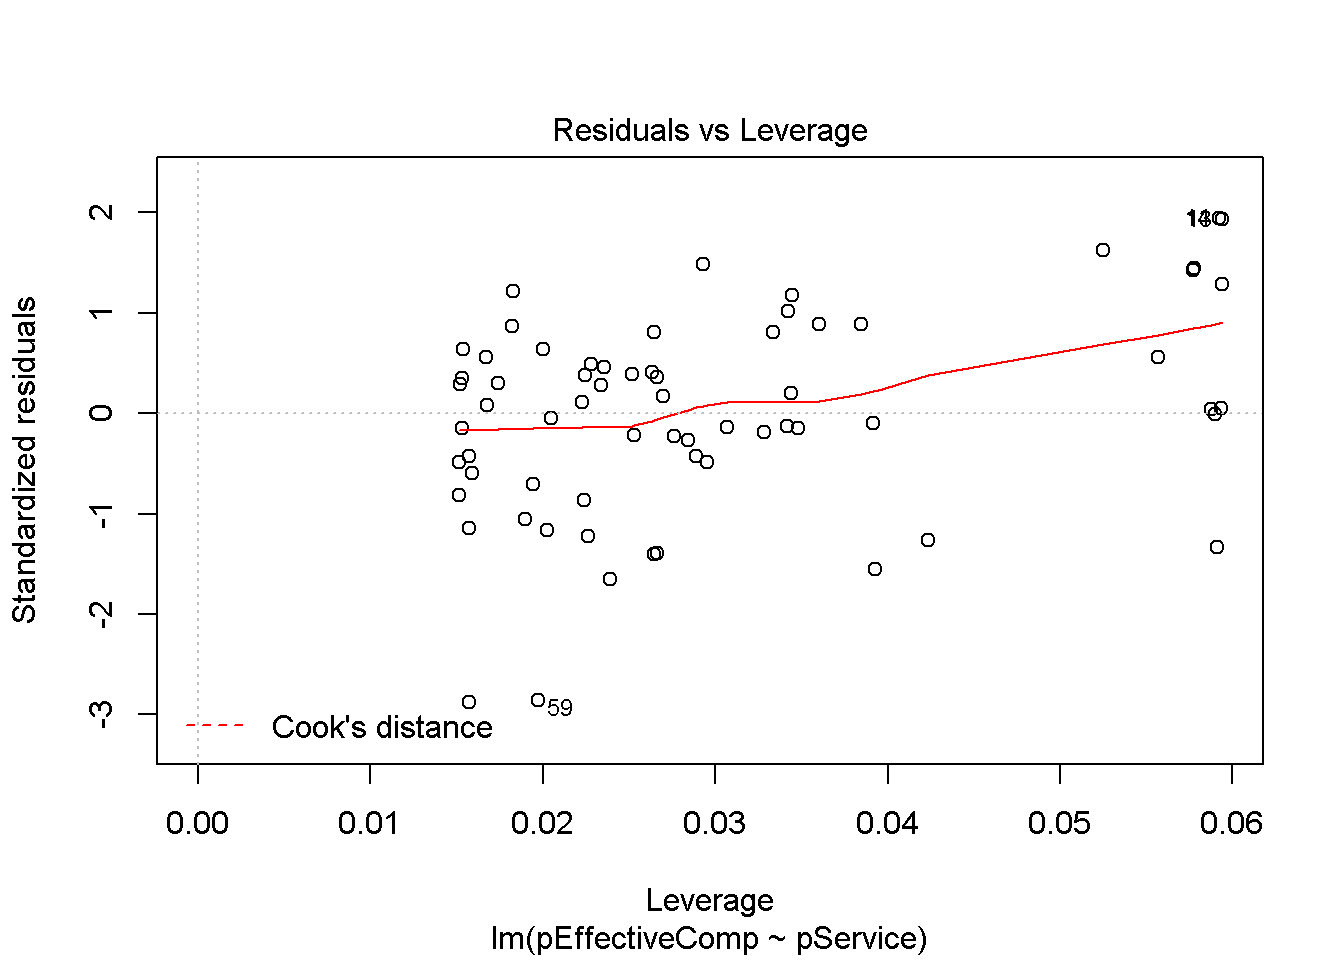 Residuals vs Leverage
Standardized residuals
2
1
0
-1
-2
-3
59
Cook's distance
0.00 0.01 0.02 0.03 0.04 0.05 0.06
Leverage
lm(pEffectiveComp ~ pService)